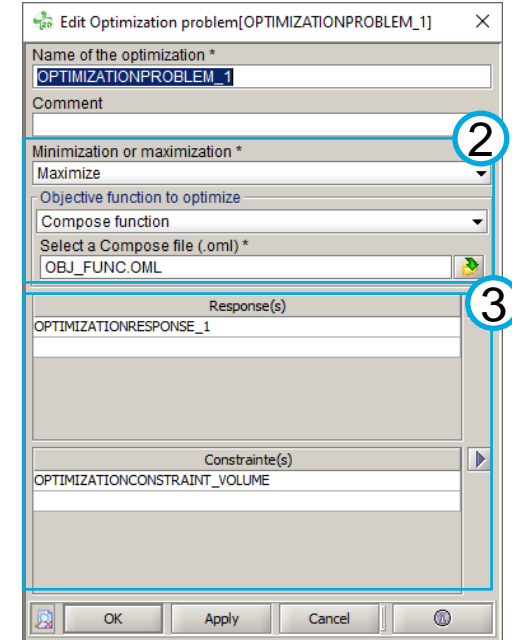 Edit Optimization problem[OPTIMIZATIONPROBLEM_1]
Name of the optimization *
OPTIMIZATIONPROBLEM_1
Comment
2
Minimization or maximization *
Maximize
Objective function to optimize
Compose function
Select a Compose file (.oml) *
OBJ_FUNC.OML
3
Response(s)
OPTIMIZATIONRESPONSE_1
Constrainte(s)
OPTIMIZATIONCONSTRAINT_VOLUME
OK Apply Cancel